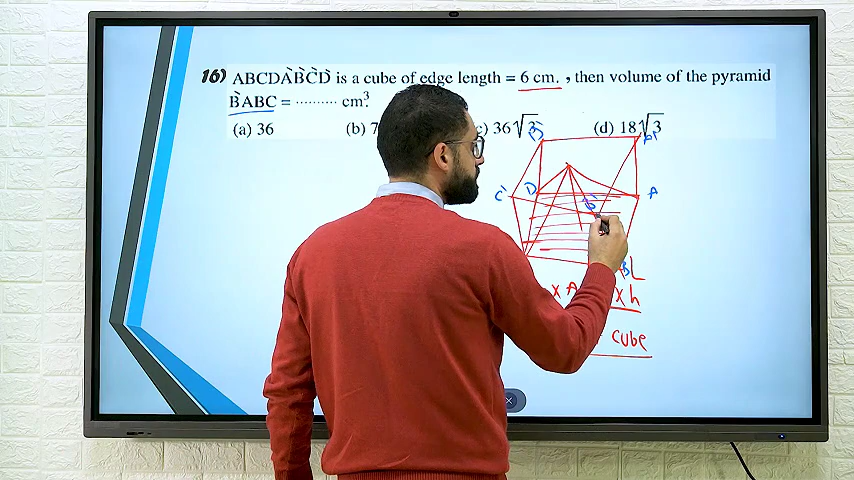 16) ABCDÀB̀C̀D̀ is a cube of edge length = 6 cm. , then volume of the pyramid
B̀ABC = .......... cm³.
(a) 36 (b) 7 c) 36√3 (d) 18√3
C' D A
B
x A x h
cube